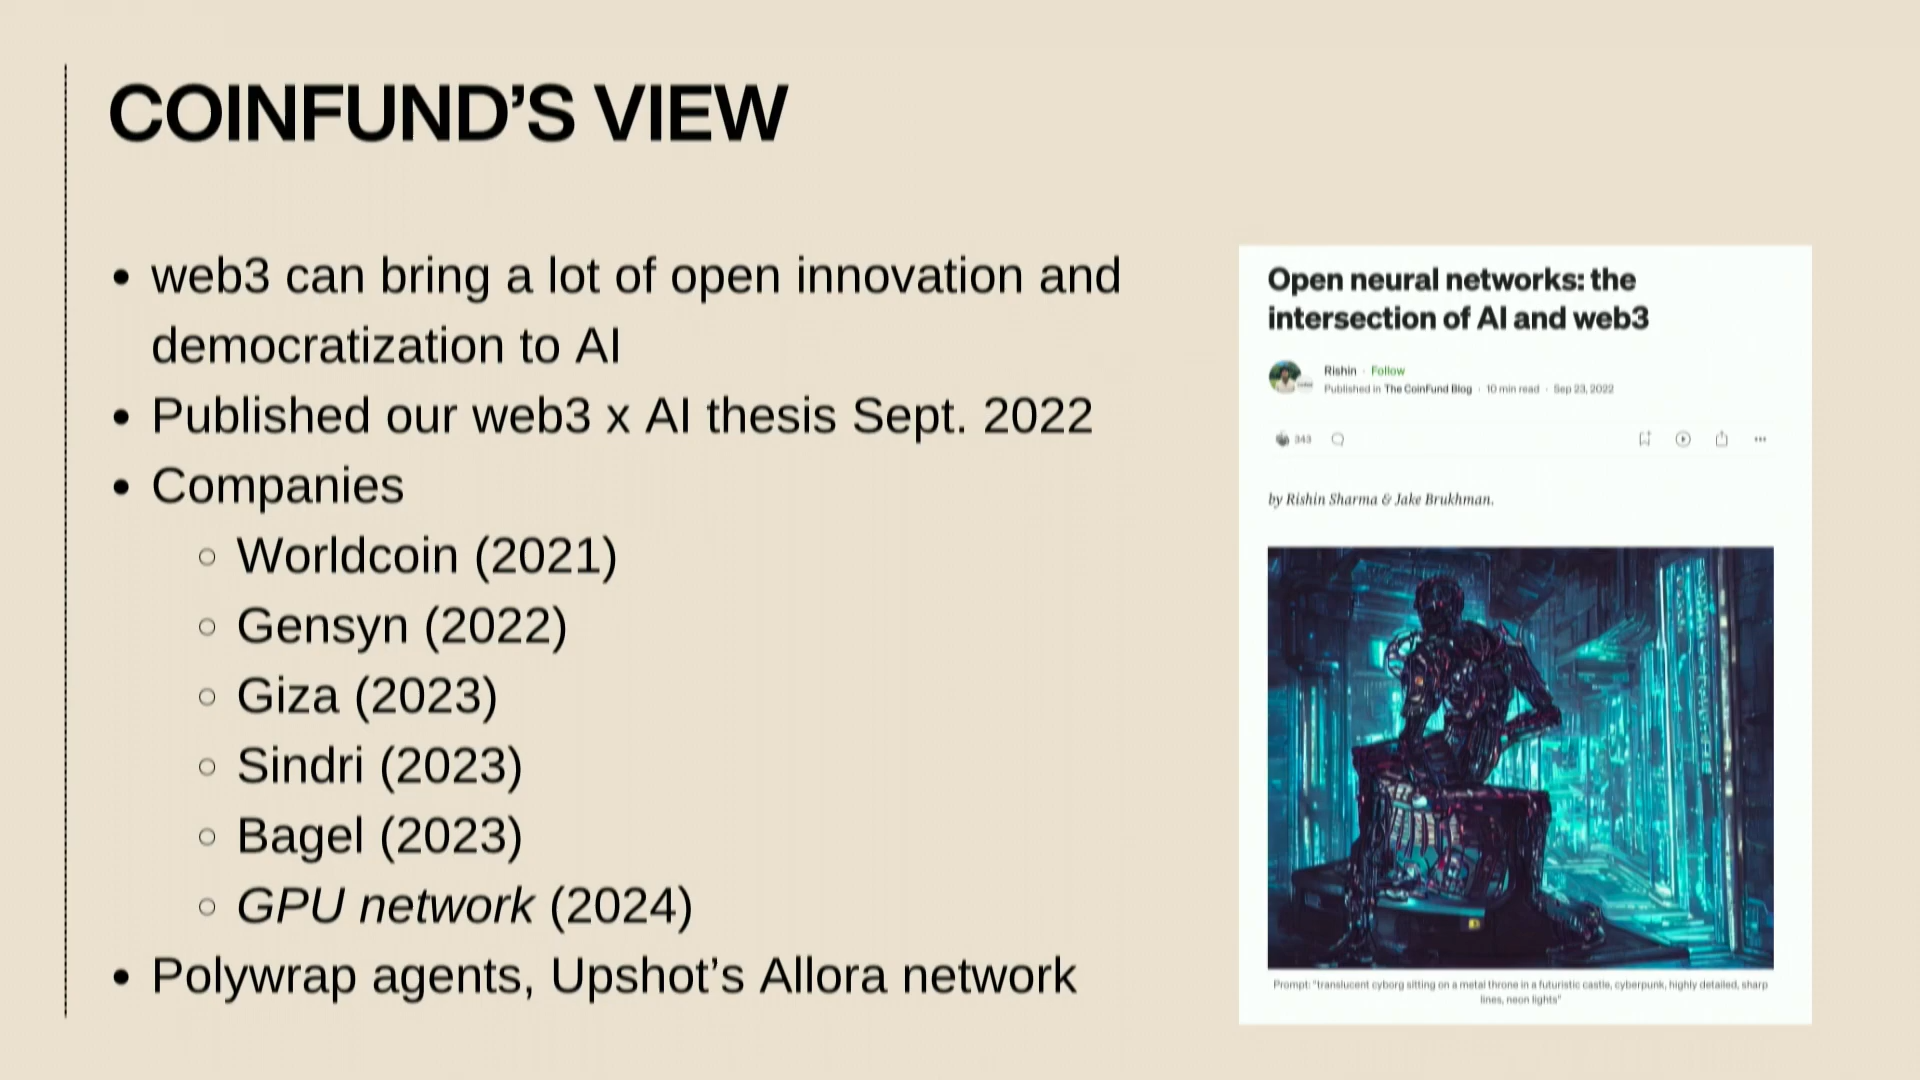 COINFUND’S VIEW
• web3 can bring a lot of open innovation and
democratization to AI
• Published our web3 x AI thesis Sept. 2022
• Companies
○ Worldcoin (2021)
○ Gensyn (2022)
○ Giza (2023)
○ Sindri (2023)
○ Bagel (2023)
○ GPU network (2024)
• Polywrap agents, Upshot’s Allora network
Open neural networks: the
intersection of AI and web3
Rishin · Follow
Published in The CoinFund Blog · 10 min read · Sep 23, 2022
343
by Rishin Sharma & Jake Brukhman.
Prompt: "translucent cyborg sitting on a metal throne in a futuristic castle, cyberpunk, highly detailed, sharp
lines, neon lights"